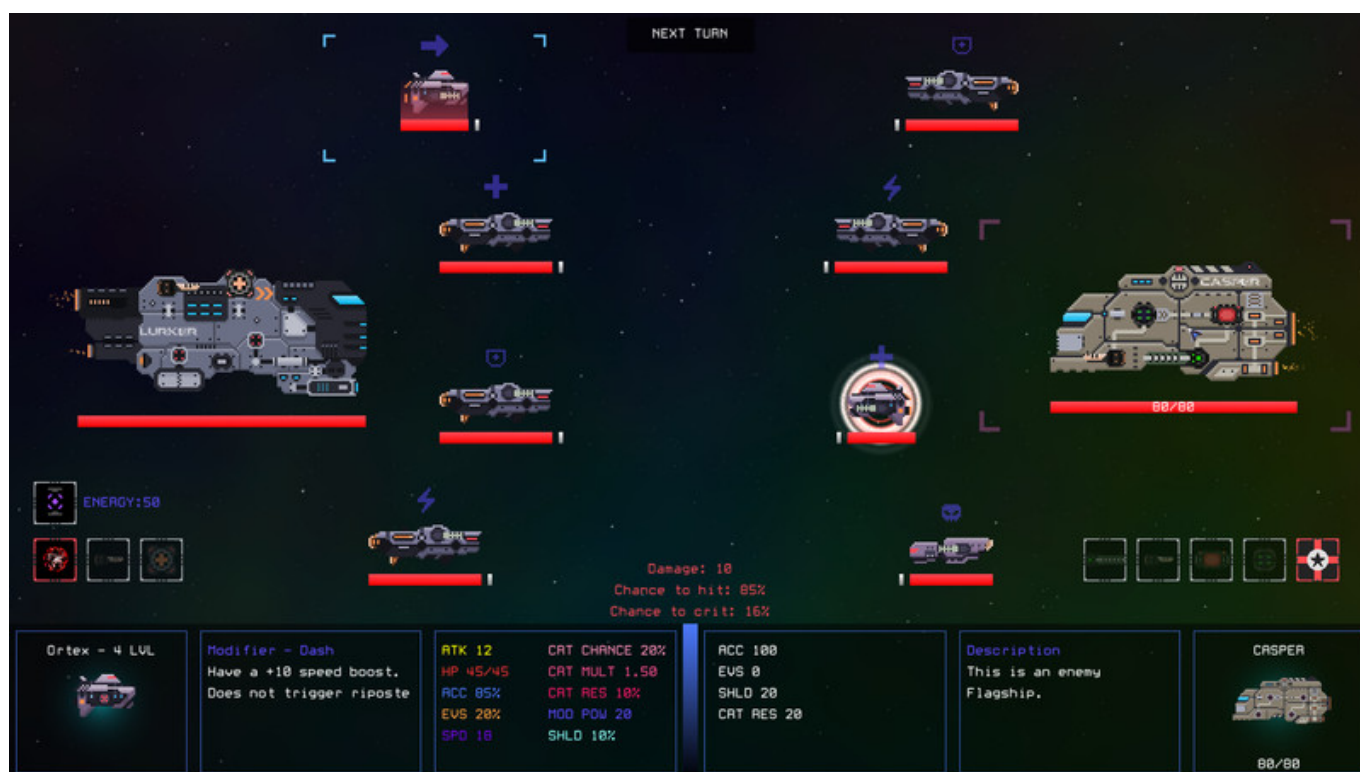 NEXT TURN
LURKER
CASPER
80/80
ENERGY:50
Damage: 10
Chance to hit: 85%
Chance to crit: 16%
Ortex - 4 LVL
Modifier - Dash
Have a +10 speed boost.
Does not trigger riposte
ATK 12
HP 45/45
ACC 85%
EVS 20%
SPD 18
CRT CHANCE 20%
CRT MULT 1.50
CRT RES 10%
MOD POW 20
SHLD 10%
ACC 100
EVS 0
SHLD 20
CRT RES 20
Description
This is an enemy
Flagship.
CASPER
80/80